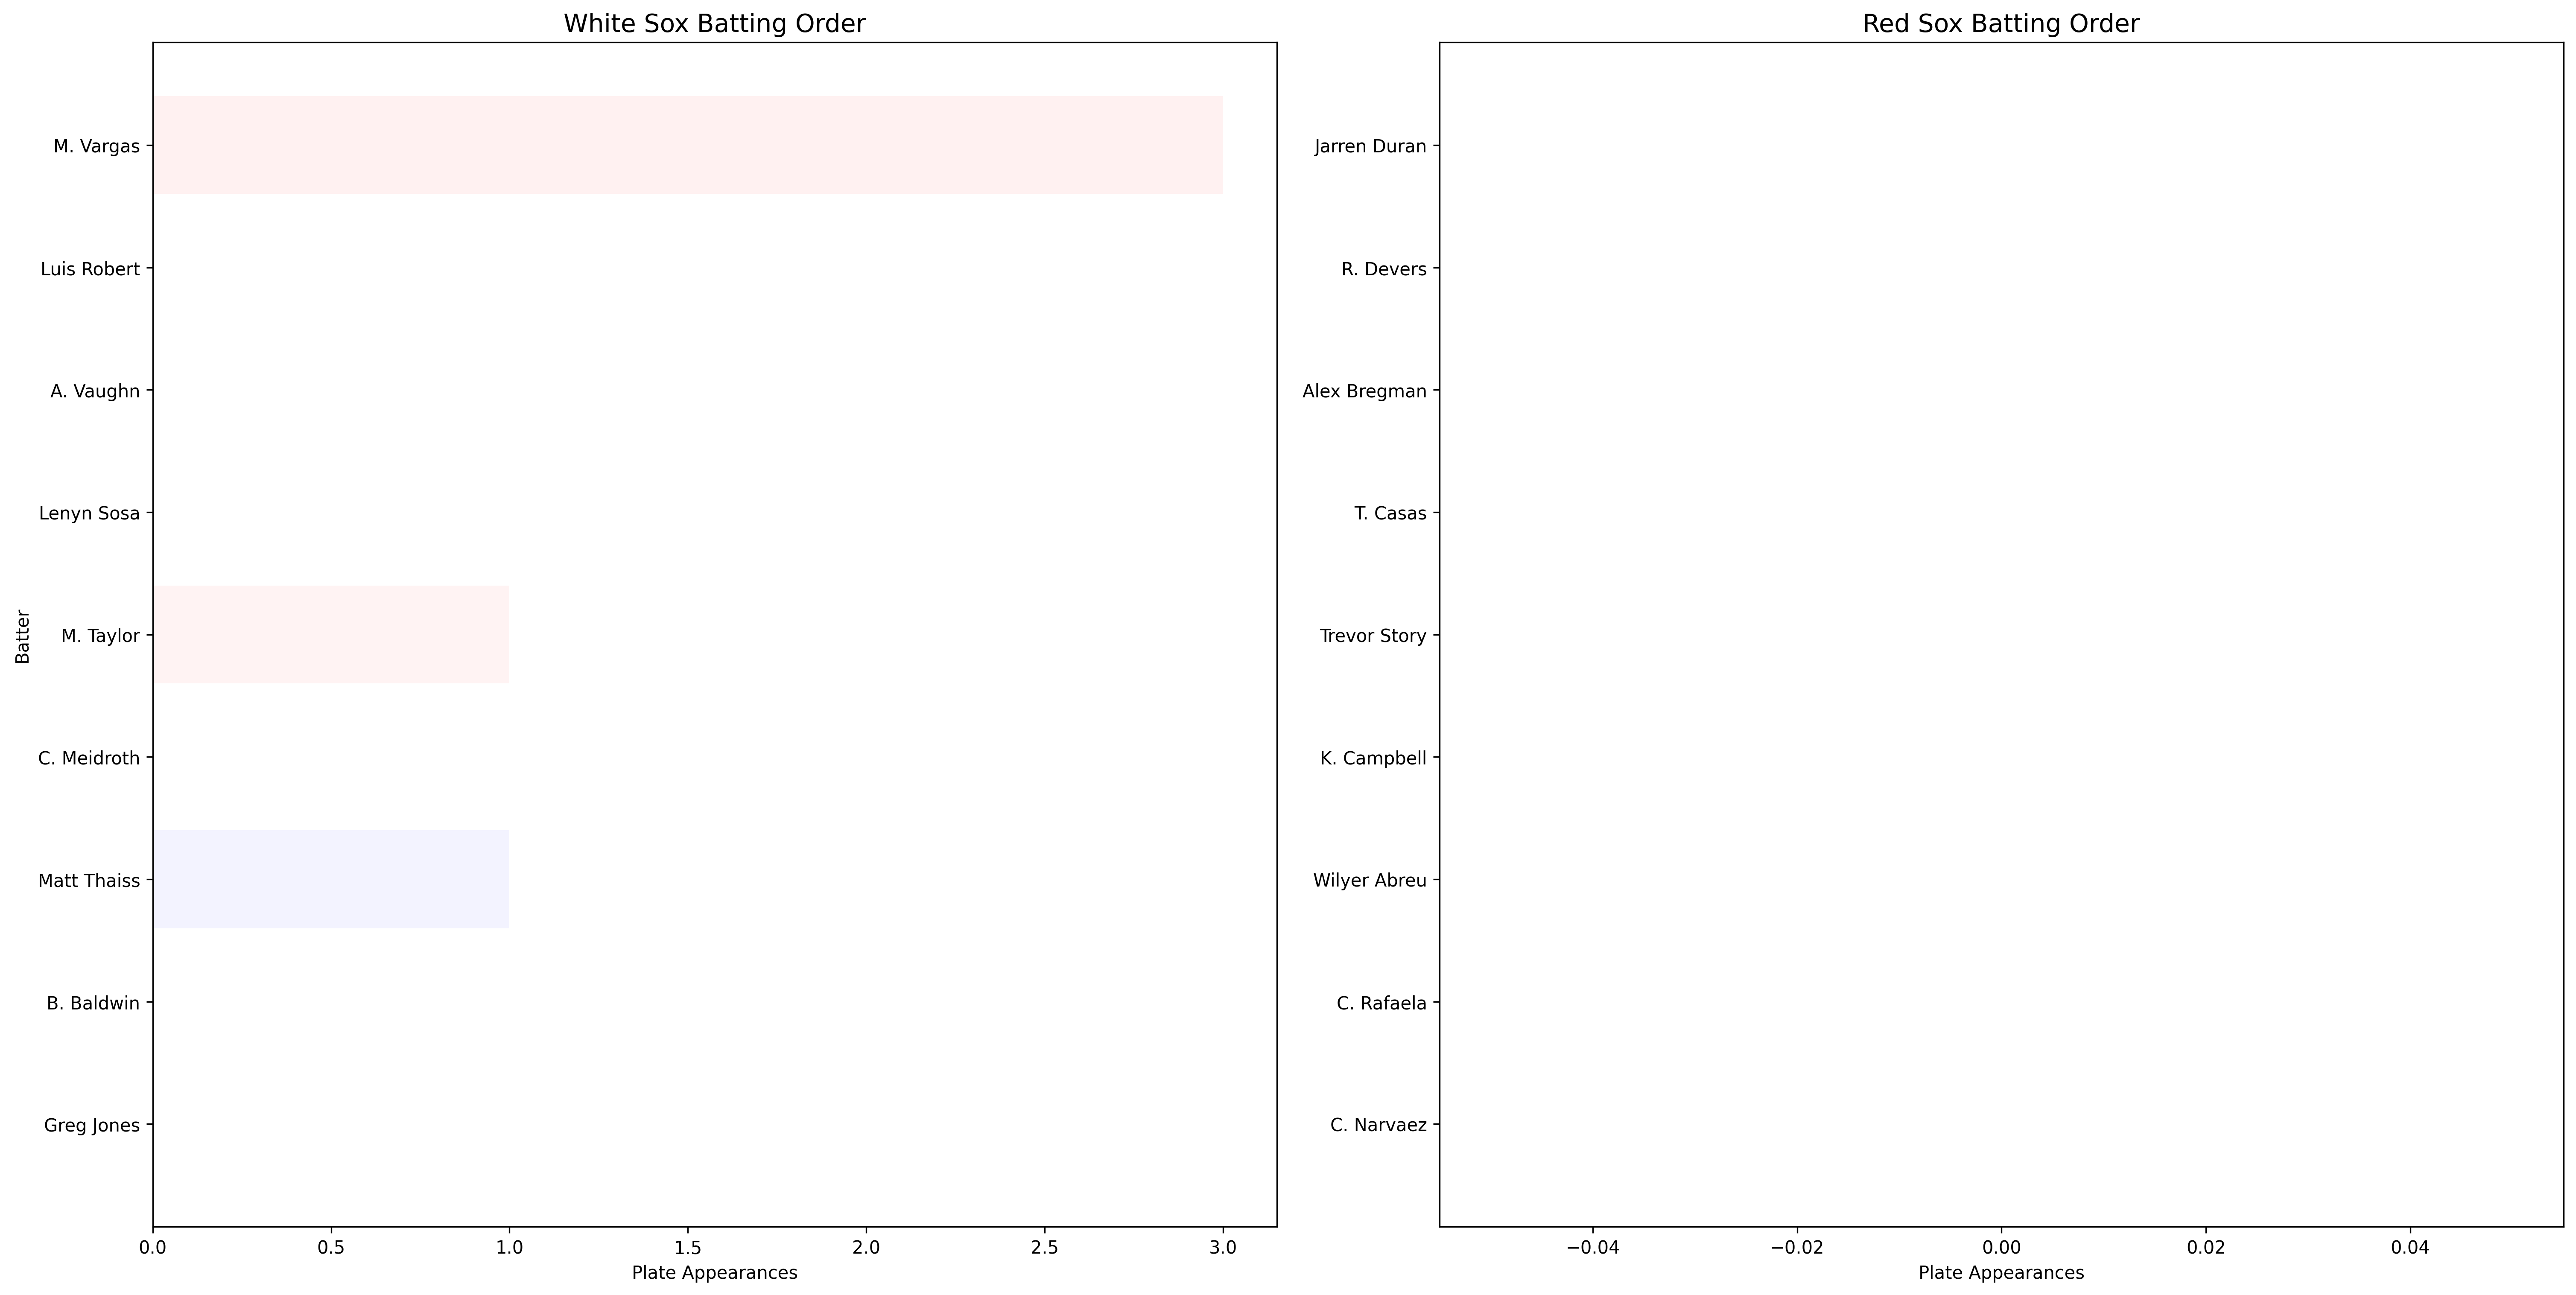 White Sox Batting Order
Batter
M. Vargas
Luis Robert
A. Vaughn
Lenyn Sosa
M. Taylor
C. Meidroth
Matt Thaiss
B. Baldwin
Greg Jones
0.0 0.5 1.0 1.5 2.0 2.5 3.0
Plate Appearances
Red Sox Batting Order
Jarren Duran
R. Devers
Alex Bregman
T. Casas
Trevor Story
K. Campbell
Wilyer Abreu
C. Rafaela
C. Narvaez
−0.04 −0.02 0.00 0.02 0.04
Plate Appearances